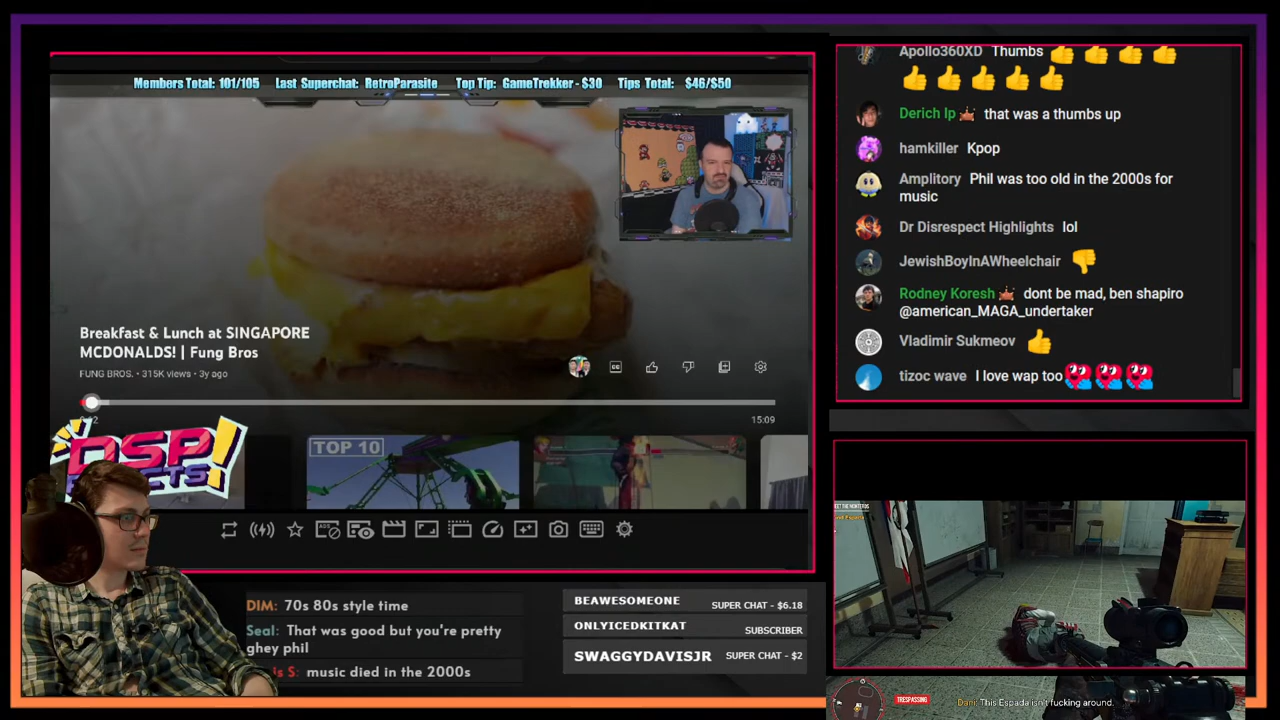 Members Total: 101/105 Last Superchat: RetroParasite Top Tip: GameTrekker - $30 Tips Total: $46/$50
Breakfast & Lunch at SINGAPORE
MCDONALDS! | Fung Bros
FUNG BROS. • 315K views • 3y ago
15:09
DSP
TOP 10
DIM: 70s 80s style time
Seal: That was good but you're pretty
ghey phil
is S: music died in the 2000s
BEAWESOMEONE SUPER CHAT - $6.18
ONLYICEDKITKAT SUBSCRIBER
SWAGGYDAVISJR SUPER CHAT - $2
Apollo360XD Thumbs 👍 👍 👍 👍
👍 👍 👍 👍 👍
Derich Ip that was a thumbs up
hamkiller Kpop
Amplitory Phil was too old in the 2000s for
music
Dr Disrespect Highlights lol
JewishBoyInAWheelchair 👎
Rodney Koresh dont be mad, ben shapiro
@american_MAGA_undertaker
Vladimir Sukmeov 👍
tizoc wave I love wap too
TRESPASSING
Dani: This Espada isn't fucking around.